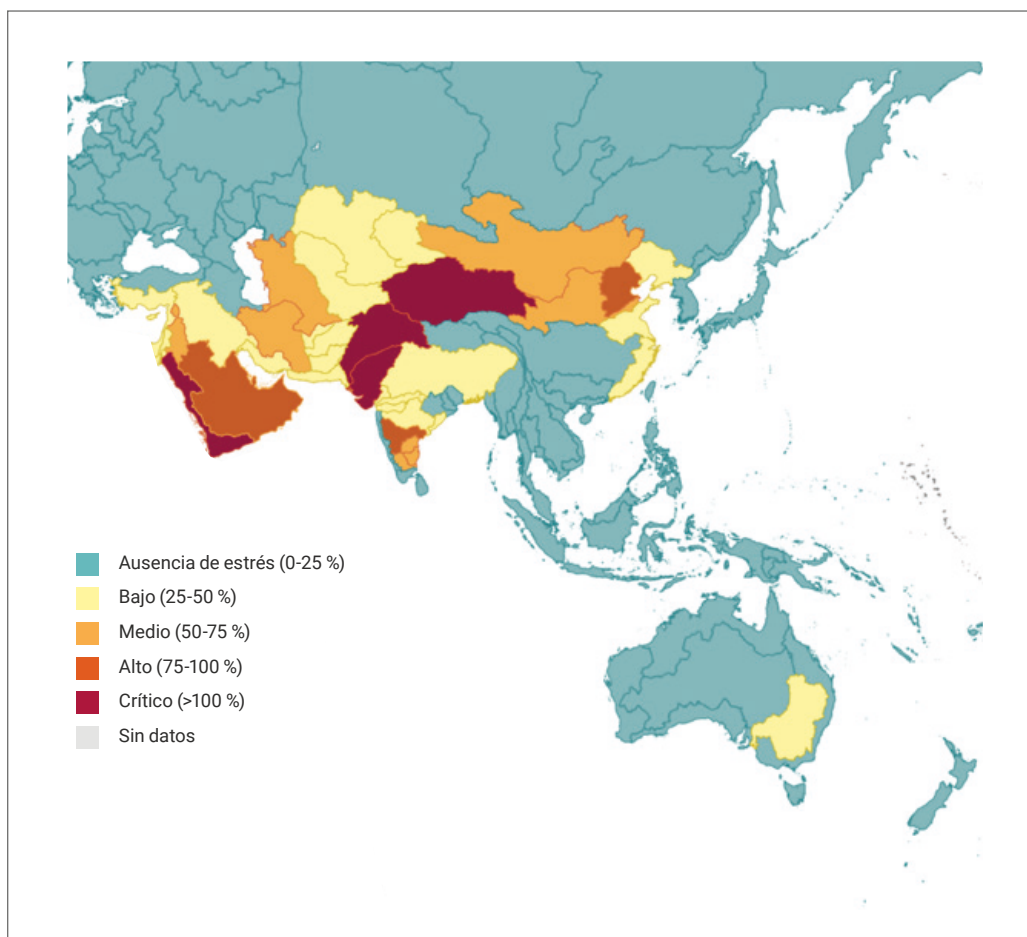 Ausencia de estrés (0-25 %)
Bajo (25-50 %)
Medio (50-75 %)
Alto (75-100 %)
Crítico (>100 %)
Sin datos